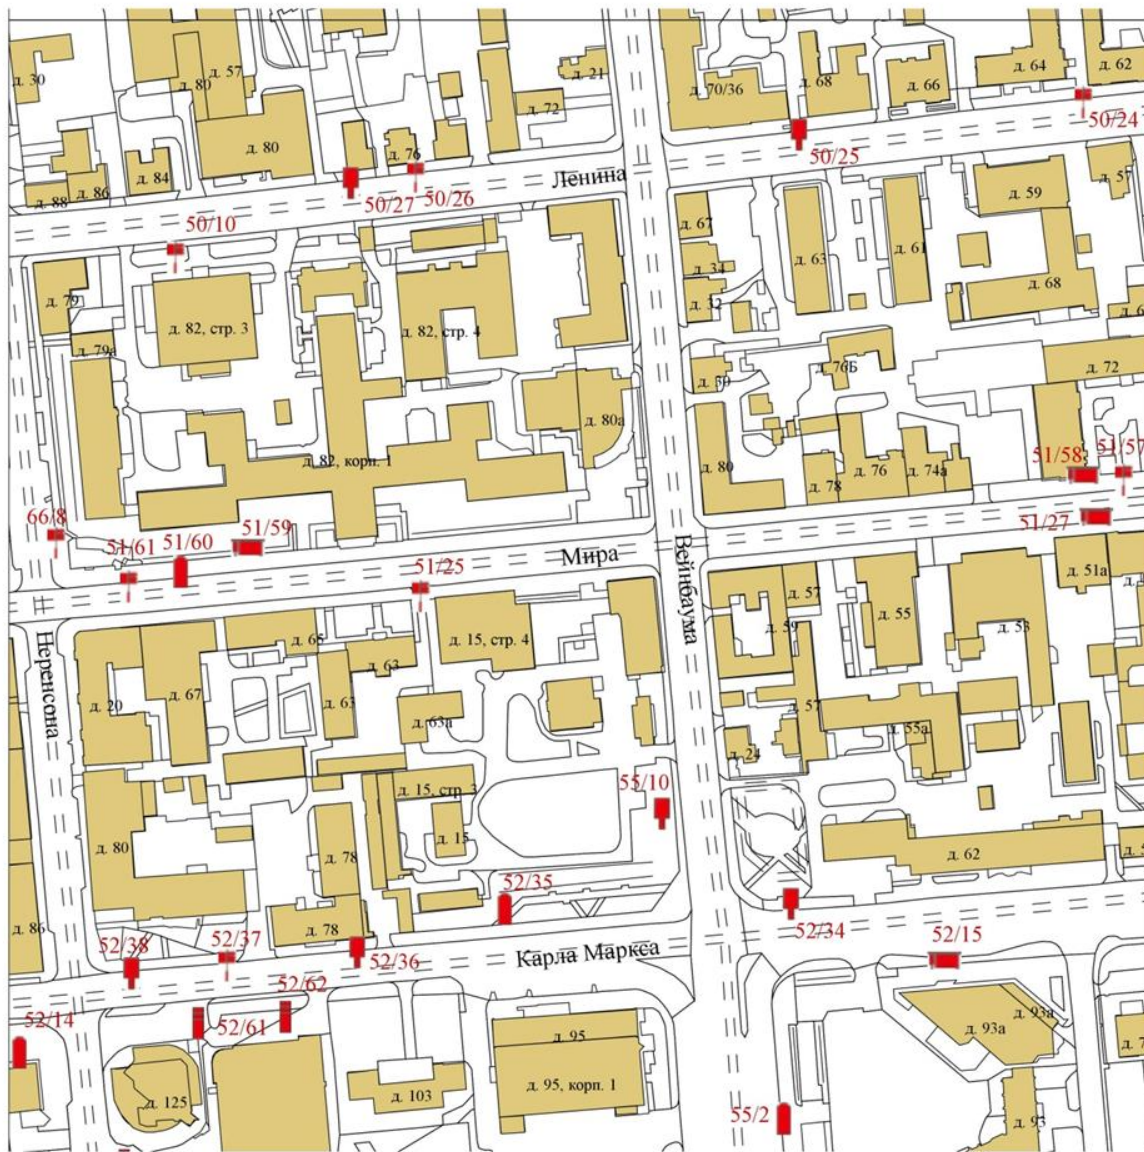 д. 30
д. 80
д. 57
д. 21
д. 72
д. 70/36
д. 68
д. 66
д. 64
д. 62
50/24
50/25
д. 80
д. 76
д. 84
д. 86
д. 88
50/27
50/26
Ленина
д. 57
д. 59
50/10
д. 67
д. 63
д. 61
д. 34
д. 32
д. 68
д. 79
д. 82, стр. 3
д. 82, стр. 4
д. 79а
д. 30
д. 76Б
д. 72
д. 80а
д. 82, корп. 1
д. 80
д. 78
д. 76
д. 74а
51/58
51/57
66/8
51/61
51/60
51/59
51/27
51/25
Мира
Вейнбаума
д. 57
д. 59
д. 55
д. 51а
д. 53
Перенсона
д. 65
д. 15, стр. 4
д. 63
д. 20
д. 67
д. 63
д. 63а
д. 57
д. 24
д. 55а
55/10
д. 15, стр. 3
д. 15
д. 80
д. 78
д. 62
52/35
52/34
д. 86
52/38
52/37
д. 78
52/36
Карла Маркса
52/15
52/62
52/61
52/14
д. 95
д. 93а
д. 93а
д. 95, корп. 1
д. 103
д. 125
55/2
д. 93